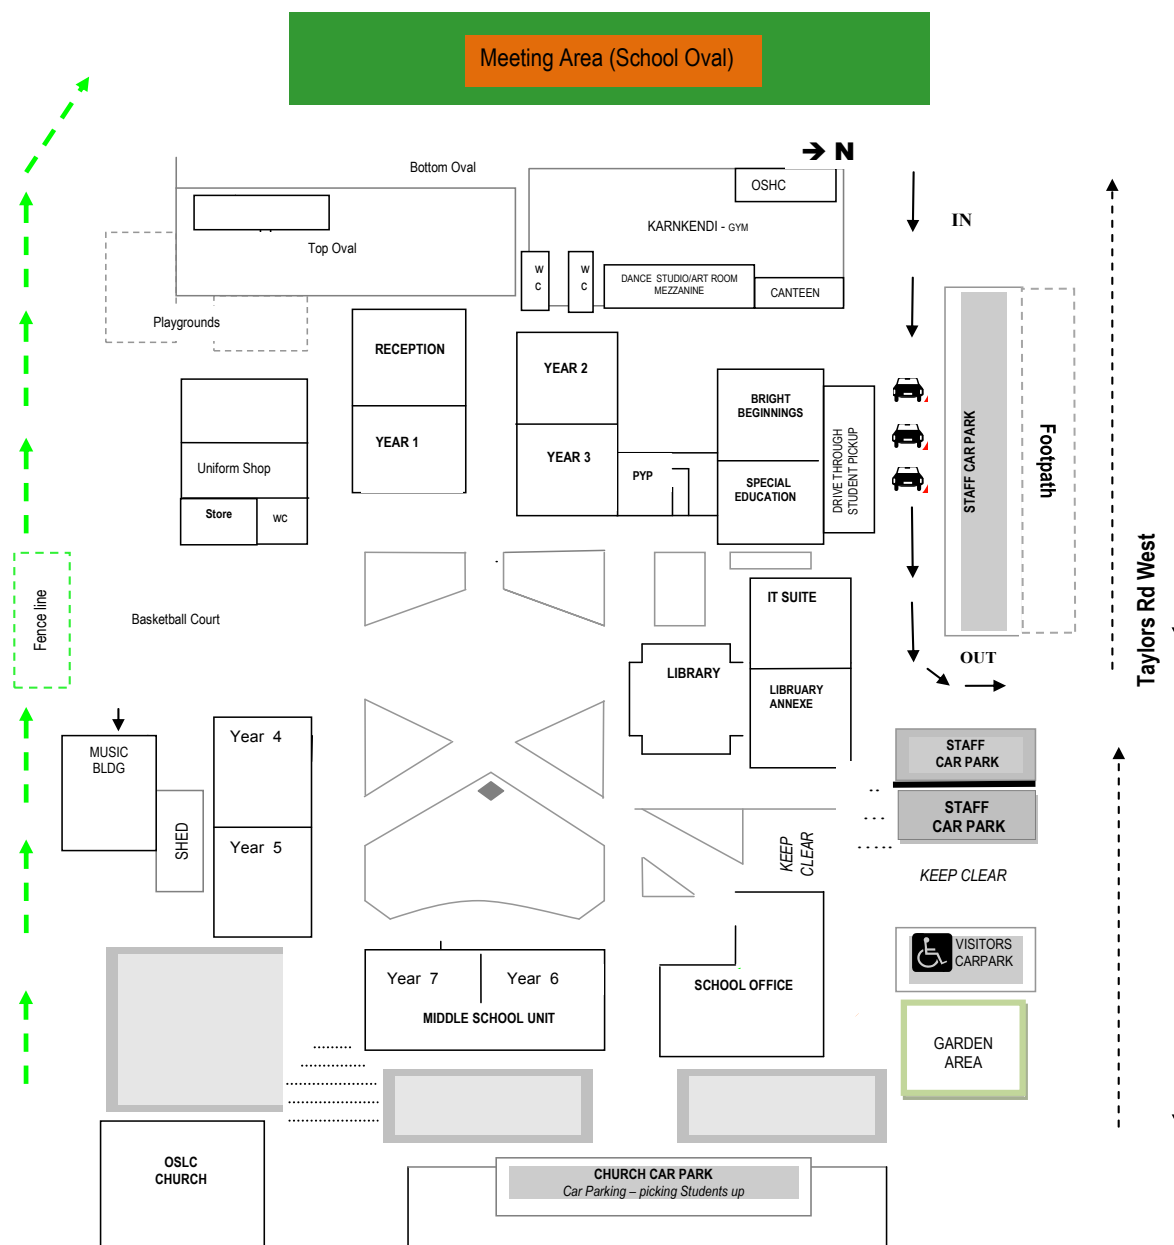 Meeting Area (School Oval)
➔ N
Bottom Oval
OSHC
IN
KARNKENDI - GYM
Top Oval
W
C
W
C
DANCE STUDIO/ART ROOM
MEZZANINE
CANTEEN
Playgrounds
RECEPTION
YEAR 2
BRIGHT
BEGINNINGS
YEAR 1
YEAR 3
Uniform Shop
PYP
SPECIAL
EDUCATION
DRIVE THROUGH
STUDENT PICKUP
STAFF CAR PARK
Footpath
Store
WC
Taylors Rd West
Fence line
Basketball Court
IT SUITE
LIBRARY
LIBRUARY
ANNEXE
OUT
MUSIC
BLDG
Year 4
STAFF
CAR PARK
STAFF
CAR PARK
SHED
Year 5
KEEP
CLEAR
KEEP CLEAR
VISITORS
CARPARK
Year 7
Year 6
SCHOOL OFFICE
MIDDLE SCHOOL UNIT
GARDEN
AREA
OSLC
CHURCH
CHURCH CAR PARK
Car Parking – picking Students up